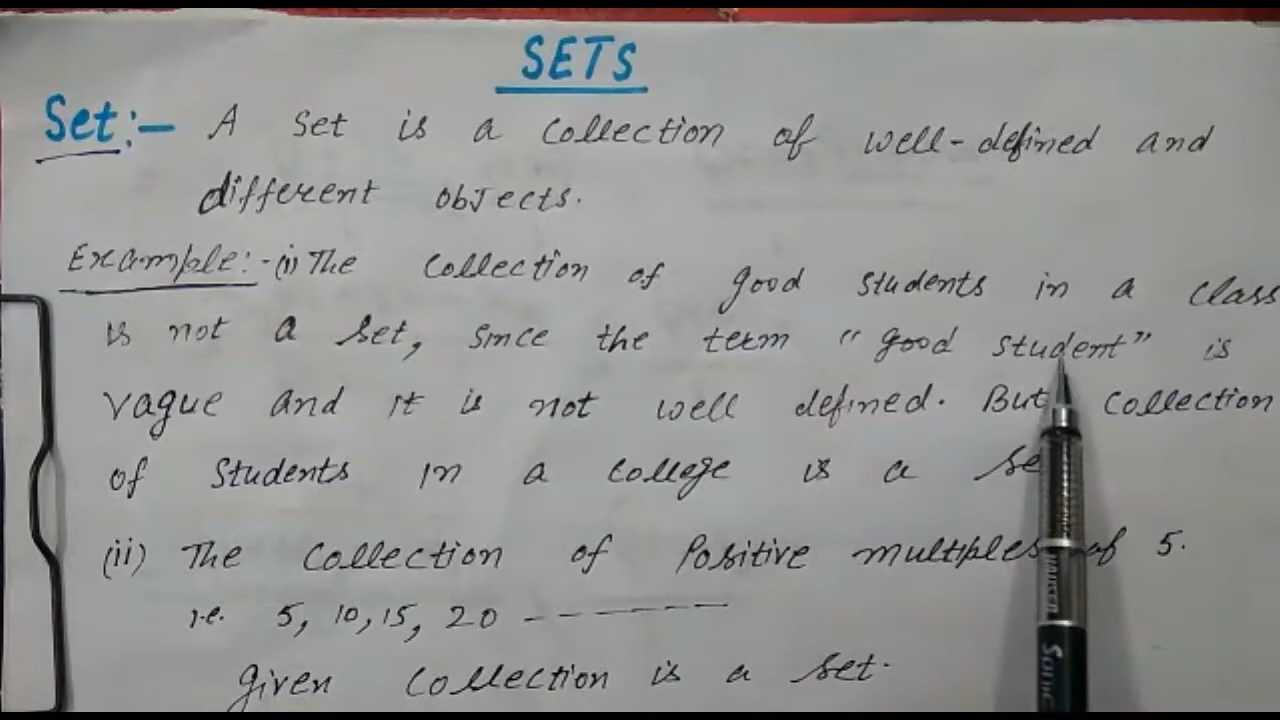 SETS
Set:- A set is a collection of well-defined and
different objects.
Example:- (i) The collection of good students in a class
is not a set, since the term "good student" is
vague and it is not well defined. But collection
of students in a college is a se
(ii) The collection of positive multiples of 5.
i.e. 5, 10, 15, 20 -------
given collection is a set.